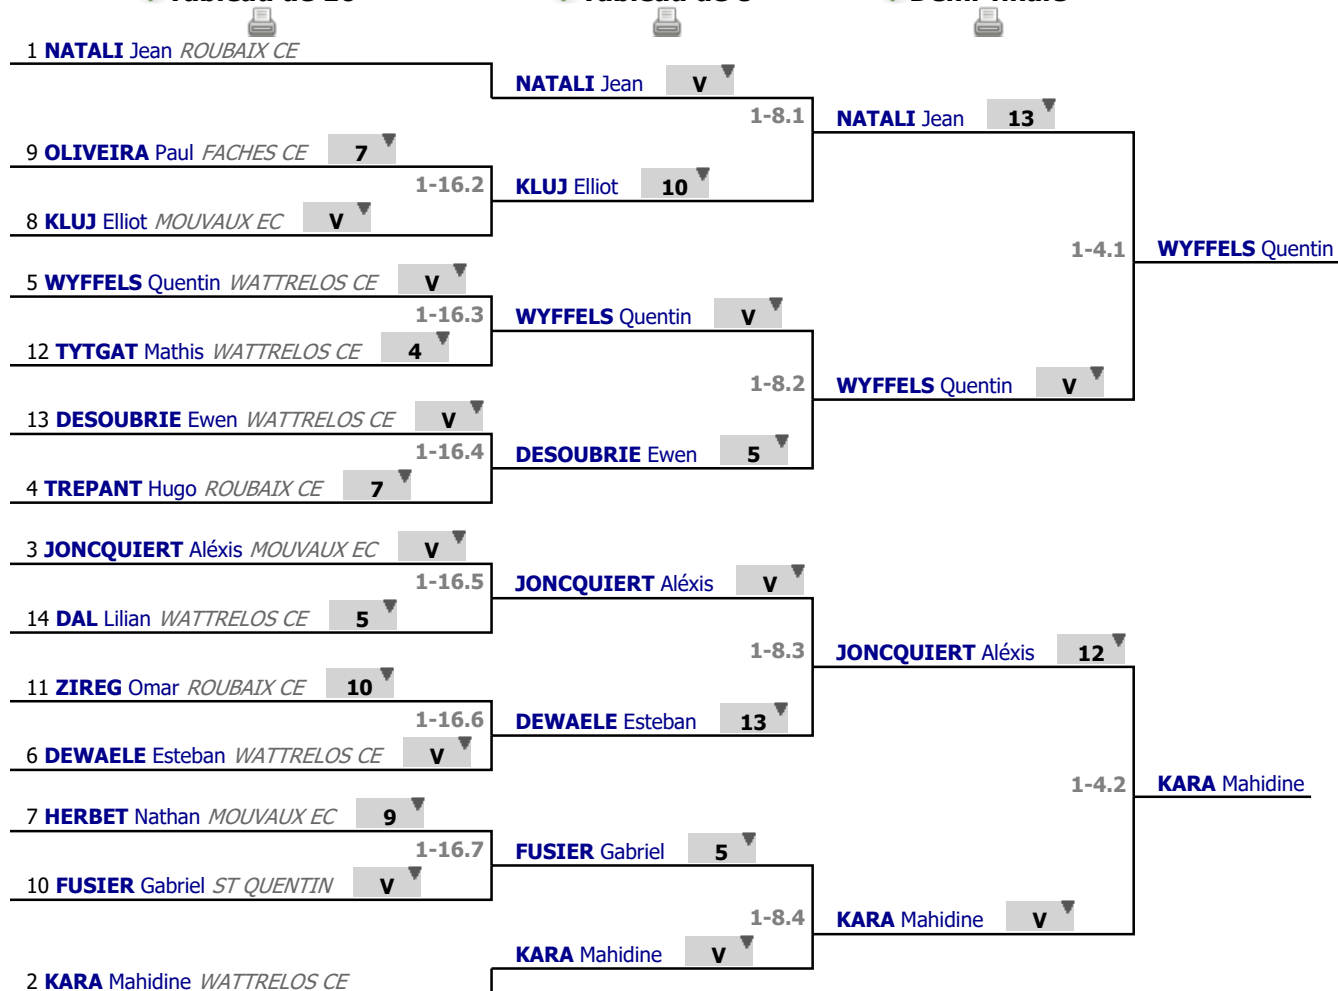 1 NATALI Jean ROUBAIX CE
NATALI Jean V
1-8.1
NATALI Jean 13
9 OLIVEIRA Paul FACHES CE 7
1-16.2
KLUJ Elliot 10
8 KLUJ Elliot MOUVAUX EC V
1-4.1
WYFFELS Quentin
5 WYFFELS Quentin WATTRELOS CE V
1-16.3
WYFFELS Quentin V
12 TYTGAT Mathis WATTRELOS CE 4
1-8.2
WYFFELS Quentin V
13 DESOUBRIE Ewen WATTRELOS CE V
1-16.4
DESOUBRIE Ewen 5
4 TREPANT Hugo ROUBAIX CE 7
3 JONCQUIERT Aléxis MOUVAUX EC V
1-16.5
JONCQUIERT Aléxis V
14 DAL Lilian WATTRELOS CE 5
1-8.3
JONCQUIERT Aléxis 12
11 ZIREG Omar ROUBAIX CE 10
1-16.6
DEWAELE Esteban 13
6 DEWAELE Esteban WATTRELOS CE V
1-4.2
KARA Mahidine
7 HERBET Nathan MOUVAUX EC 9
1-16.7
FUSIER Gabriel 5
10 FUSIER Gabriel ST QUENTIN V
1-8.4
KARA Mahidine V
KARA Mahidine V
2 KARA Mahidine WATTRELOS CE